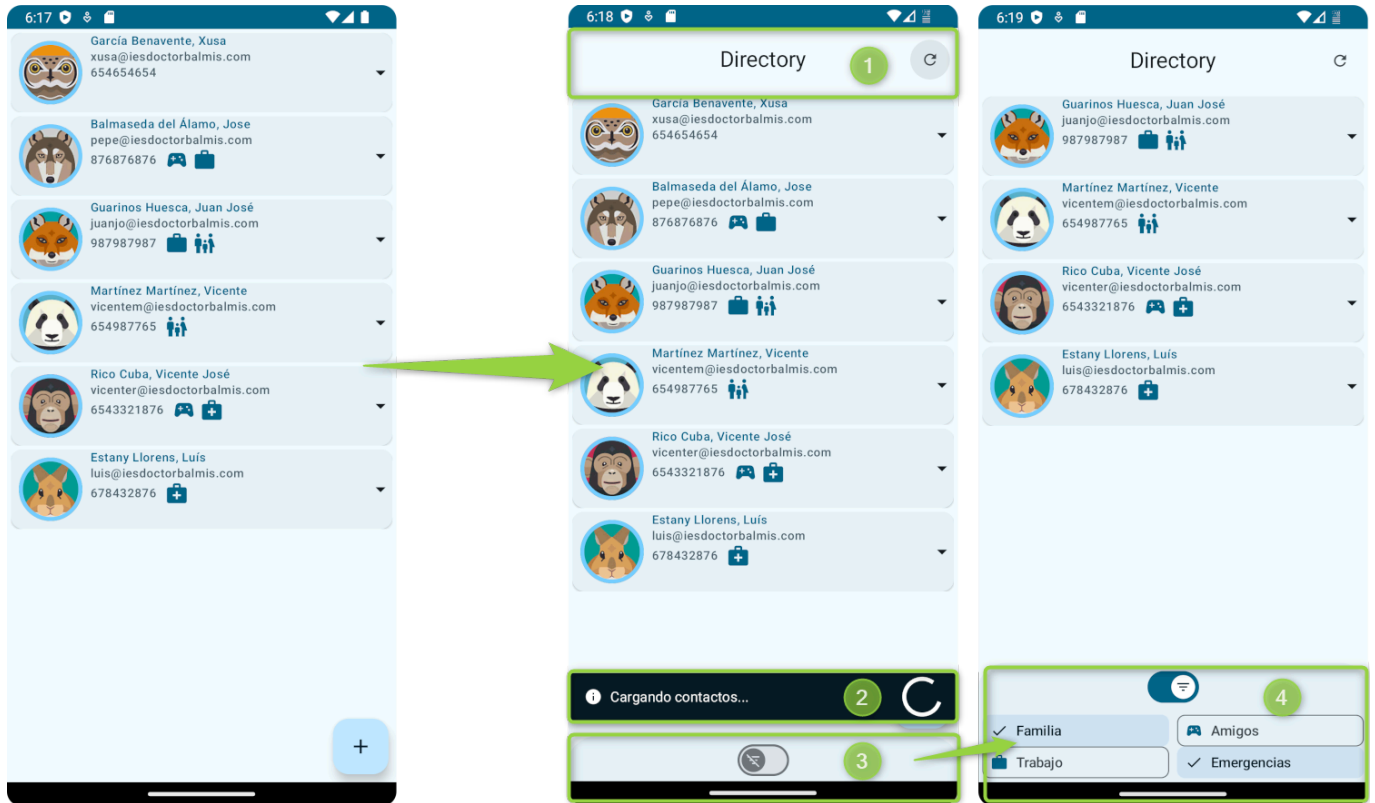 6:17
García Benavente, Xusa
xusa@iesdoctorbalmis.com
654654654
Balmaseda del Álamo, Jose
pepe@iesdoctorbalmis.com
876876876
Guarinos Huesca, Juan José
juanjo@iesdoctorbalmis.com
987987987
Martínez Martínez, Vicente
vicentem@iesdoctorbalmis.com
654987765
Rico Cuba, Vicente José
vicenter@iesdoctorbalmis.com
6543321876
Estany Llorens, Luís
luis@iesdoctorbalmis.com
678432876
+
6:18
Directory
1
García Benavente, Xusa
xusa@iesdoctorbalmis.com
654654654
Balmaseda del Álamo, Jose
pepe@iesdoctorbalmis.com
876876876
Guarinos Huesca, Juan José
juanjo@iesdoctorbalmis.com
987987987
Martínez Martínez, Vicente
vicentem@iesdoctorbalmis.com
654987765
Rico Cuba, Vicente José
vicenter@iesdoctorbalmis.com
6543321876
Estany Llorens, Luís
luis@iesdoctorbalmis.com
678432876
Cargando contactos...
2
3
6:19
Directory
Guarinos Huesca, Juan José
juanjo@iesdoctorbalmis.com
987987987
Martínez Martínez, Vicente
vicentem@iesdoctorbalmis.com
654987765
Rico Cuba, Vicente José
vicenter@iesdoctorbalmis.com
6543321876
Estany Llorens, Luís
luis@iesdoctorbalmis.com
678432876
4
Familia
Amigos
Trabajo
Emergencias